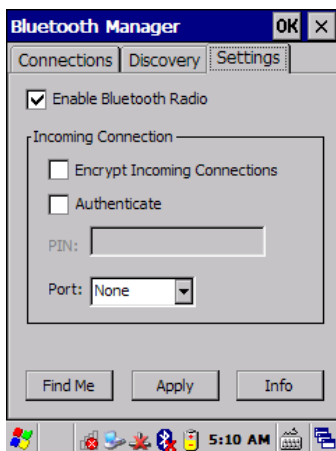 Bluetooth Manager OK ×
Connections Discovery Settings
Enable Bluetooth Radio
Incoming Connection
Encrypt Incoming Connections
Authenticate
PIN:
Port: None
Find Me Apply Info
5:10 AM